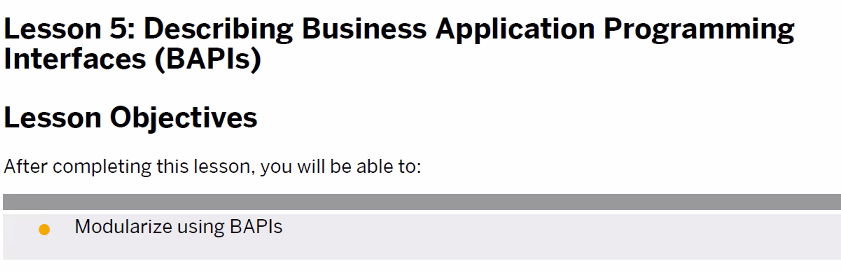 Lesson 5: Describing Business Application Programming
Interfaces (BAPIs)
Lesson Objectives
After completing this lesson, you will be able to:
Modularize using BAPIs